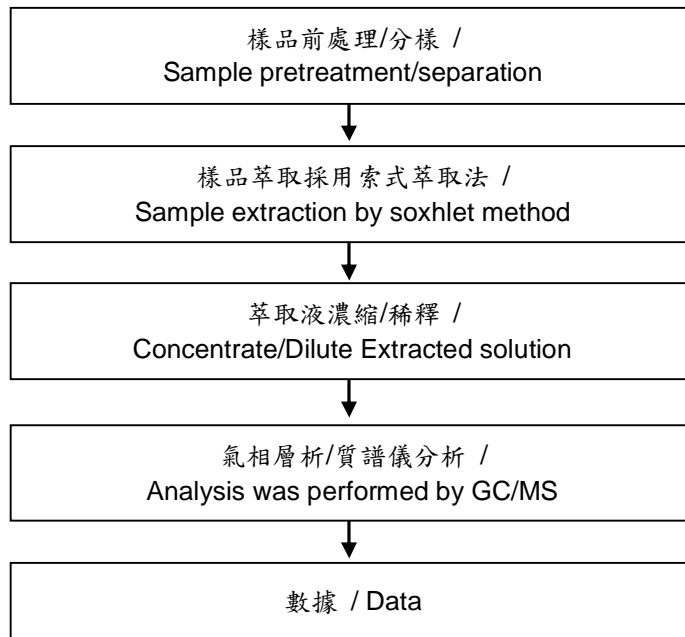 樣品前處理/分樣 /
Sample pretreatment/separation
樣品萃取採用索式萃取法 /
Sample extraction by soxhlet method
萃取液濃縮/稀釋 /
Concentrate/Dilute Extracted solution
氣相層析/質譜儀分析 /
Analysis was performed by GC/MS
數據 / Data